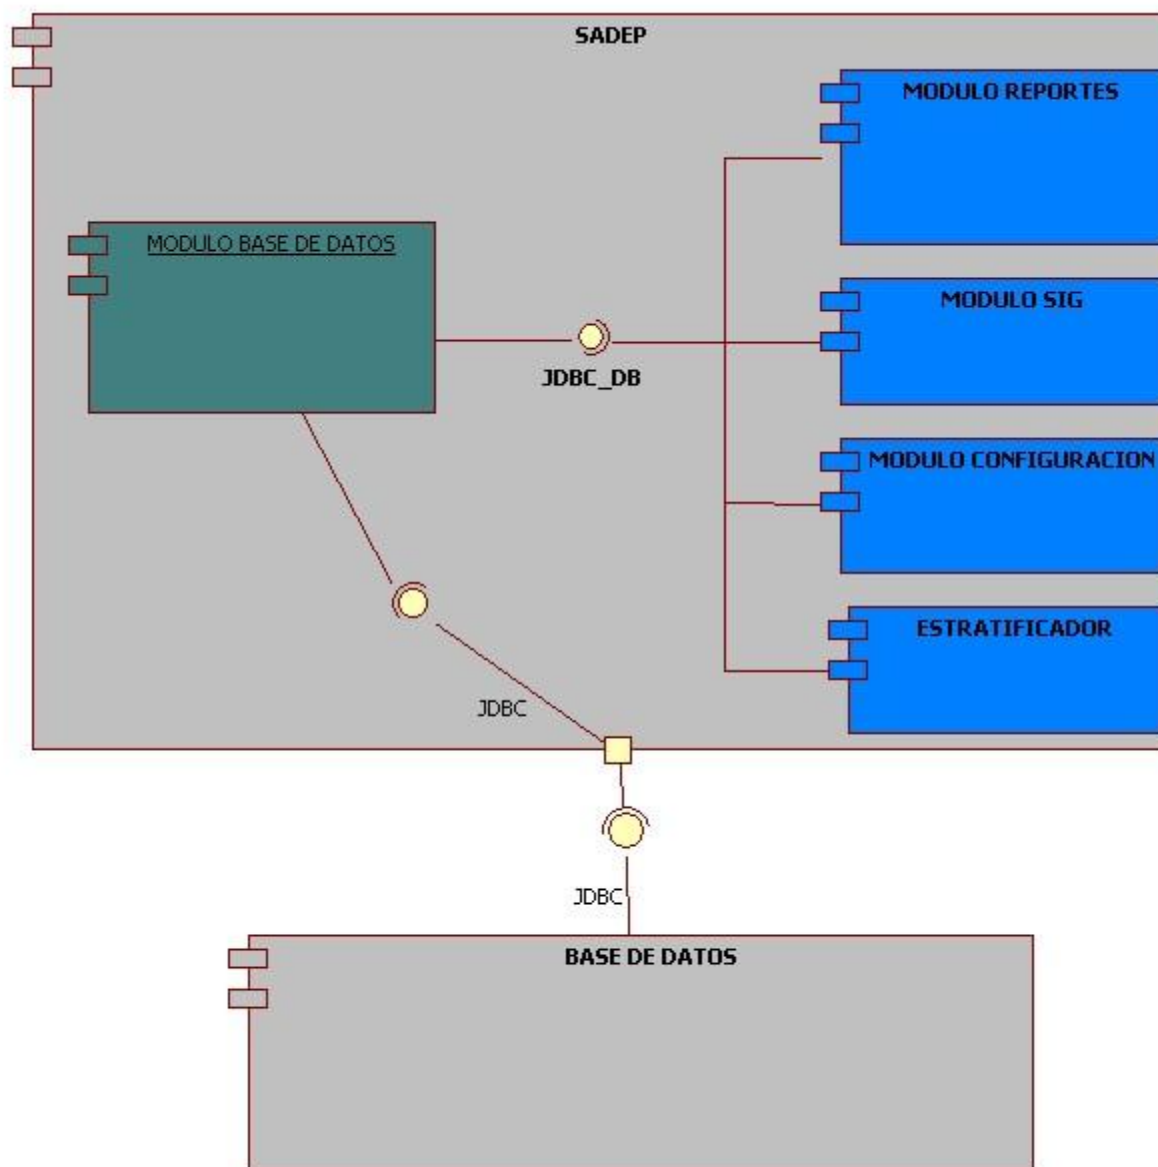 SADEP
MODULO REPORTES
MODULO BASE DE DATOS
MODULO SIG
JDBC_DB
MODULO CONFIGURACION
ESTRATIFICADOR
JDBC
JDBC
BASE DE DATOS